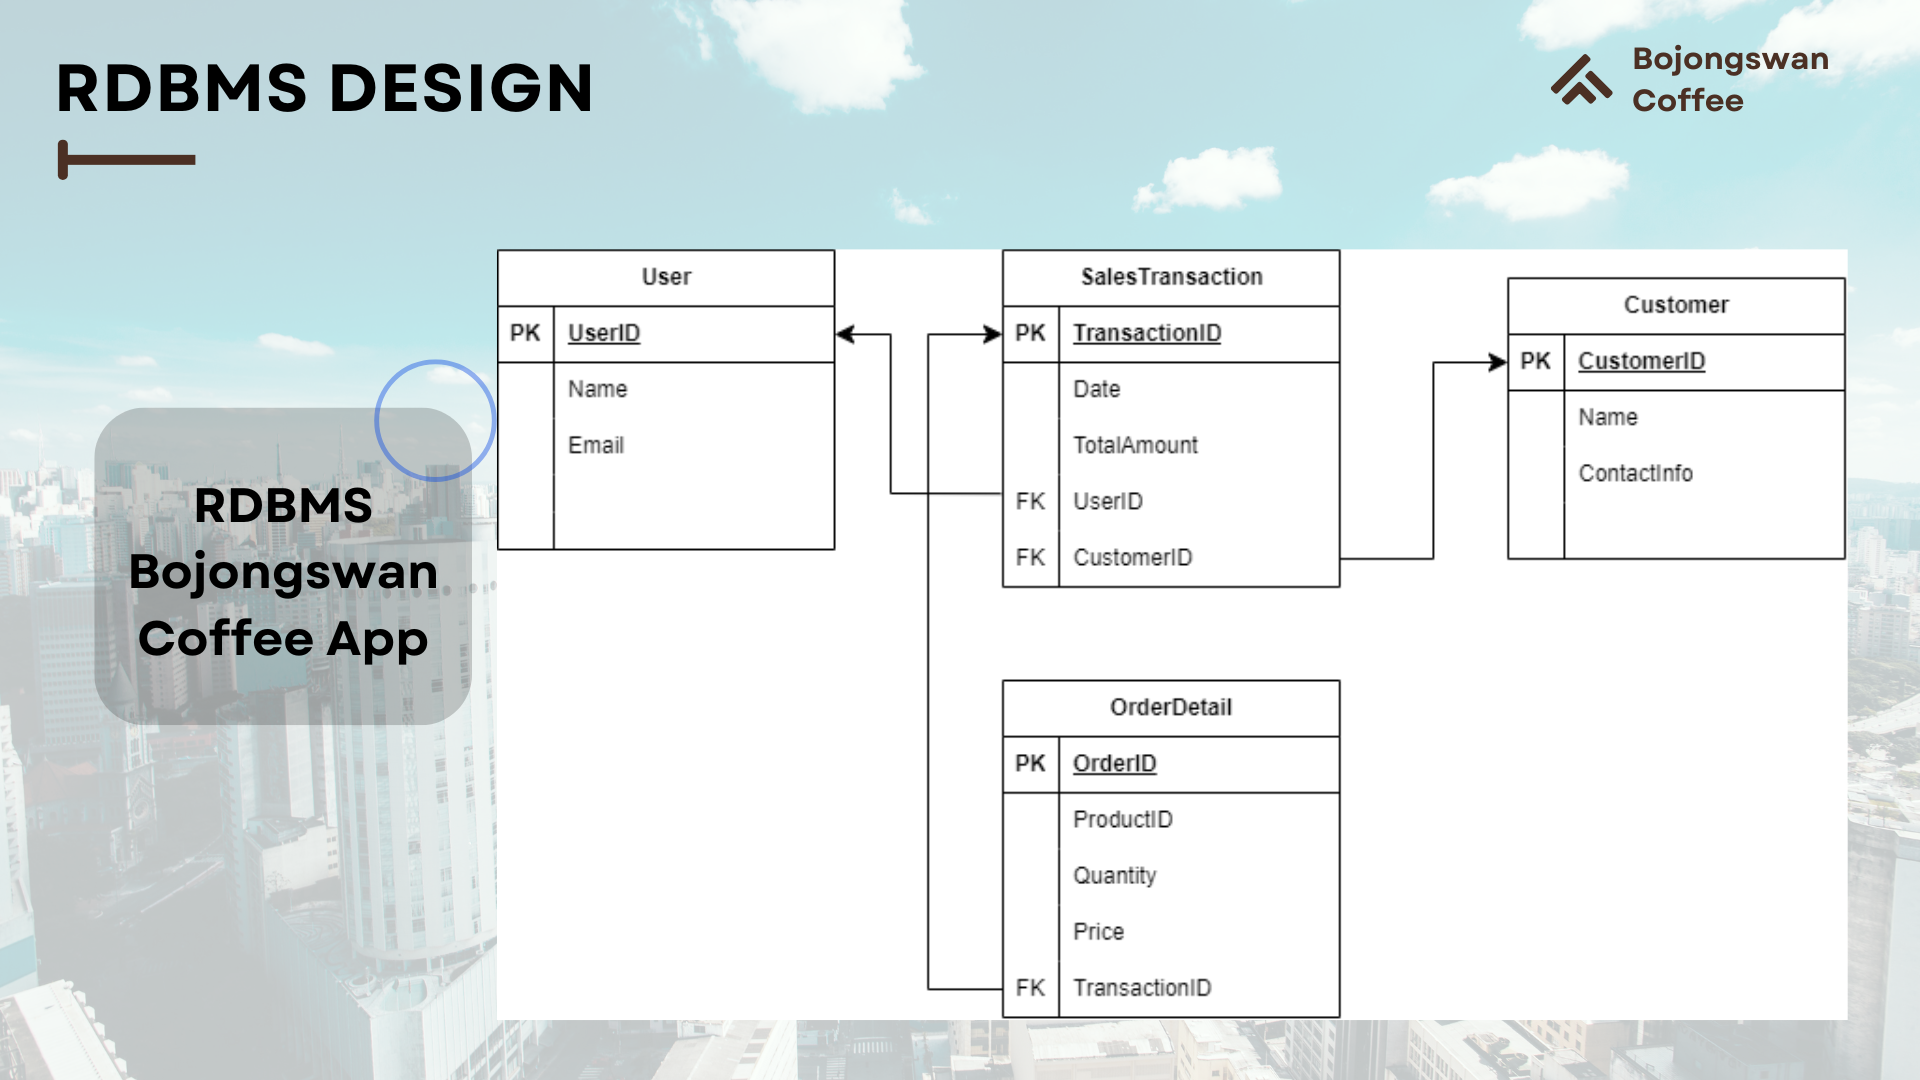 RDBMS DESIGN
Bojongswan
Coffee
RDBMS
Bojongswan
Coffee App
User
PK UserID
Name
Email
SalesTransaction
PK TransactionID
Date
TotalAmount
FK UserID
FK CustomerID
Customer
PK CustomerID
Name
ContactInfo
OrderDetail
PK OrderID
ProductID
Quantity
Price
FK TransactionID